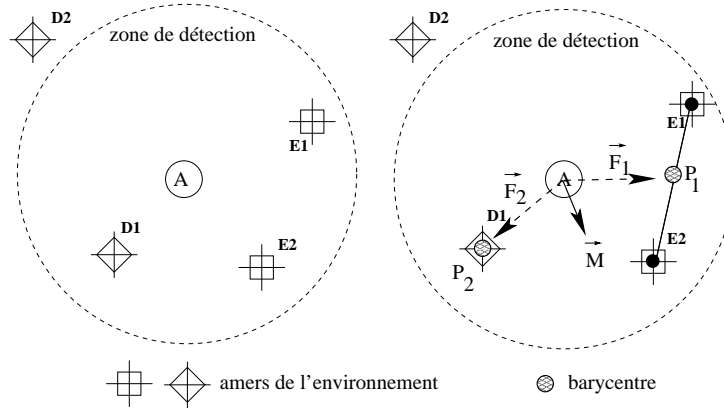 D2
zone de détection
E1
A
D1
E2
D2
zone de détection
E1
F1
P1
A
F2
D1
E2
M
P2
amers de l'environnement
barycentre